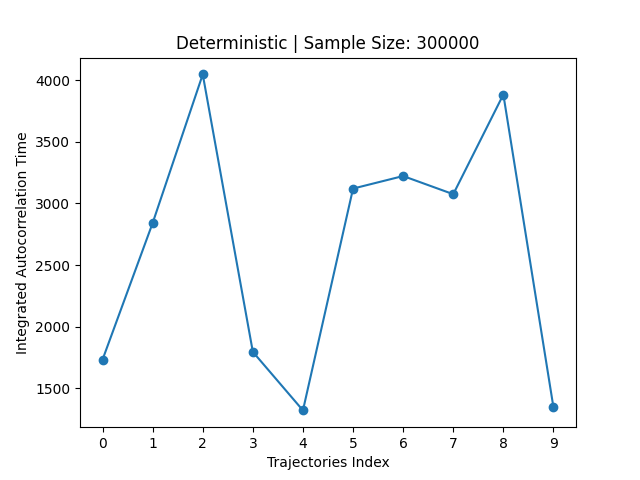 Deterministic | Sample Size: 300000
Integrated Autocorrelation Time
4000
3500
3000
2500
2000
1500
0 1 2 3 4 5 6 7 8 9
Trajectories Index